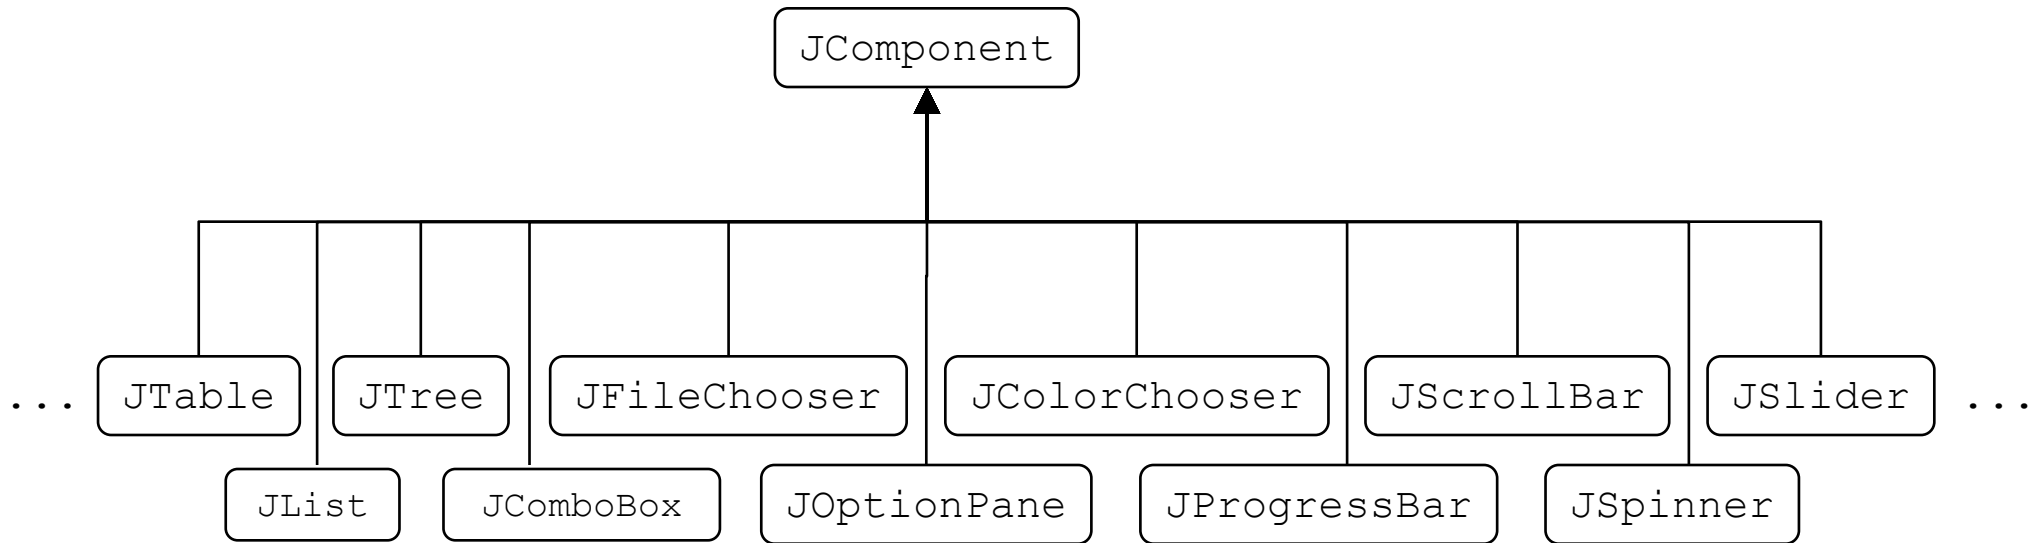 JComponent
... JTable JTree JFileChooser JColorChooser JScrollBar JSlider ...
JList JComboBox JOptionPane JProgressBar JSpinner